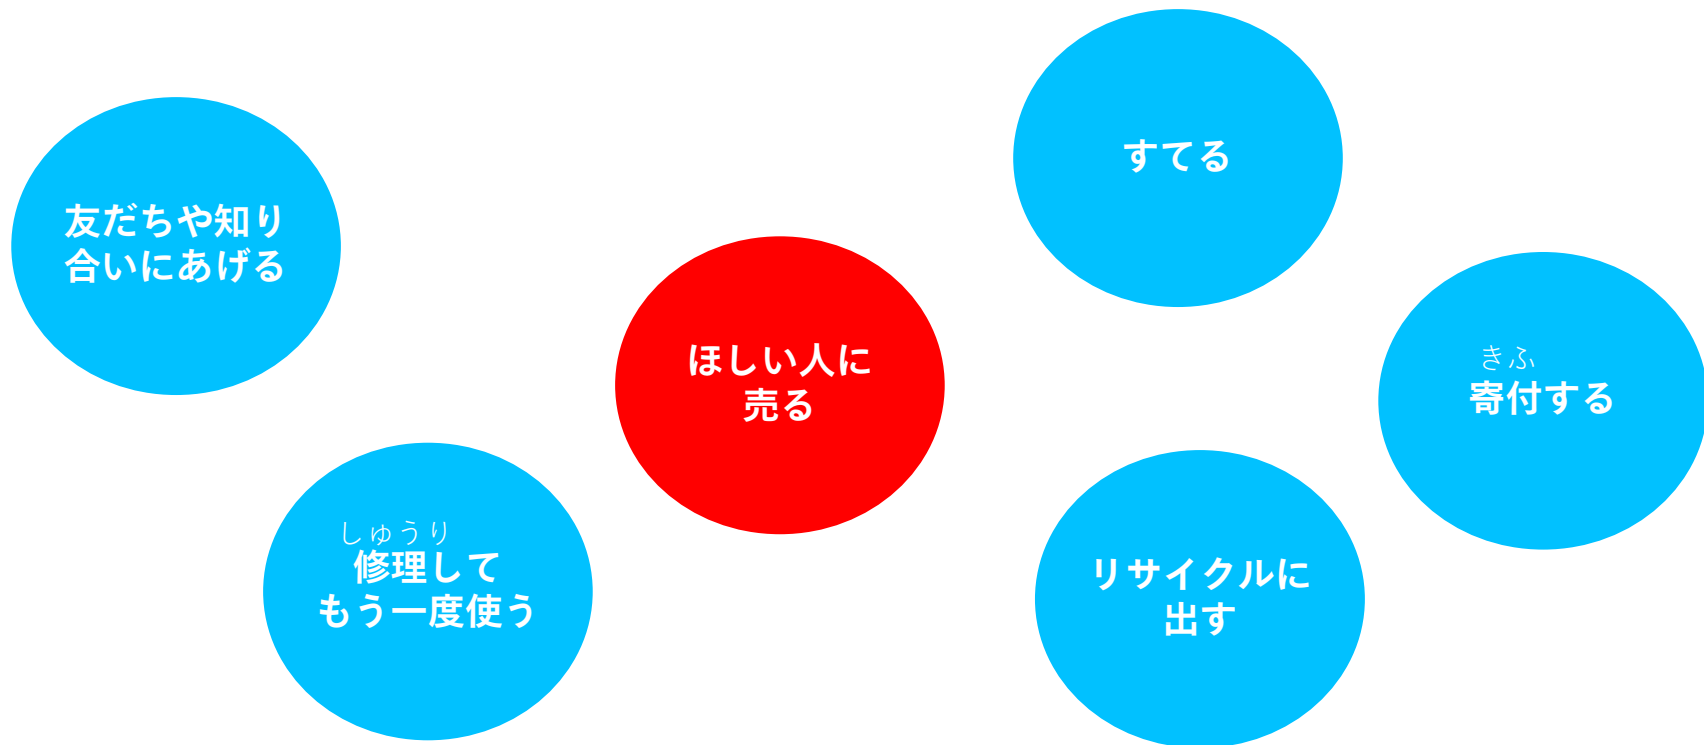 友だちや知り
合いにあげる
しゅうり
修理して
もう一度使う
ほしい人に
売る
すてる
きふ
寄付する
リサイクルに
出す